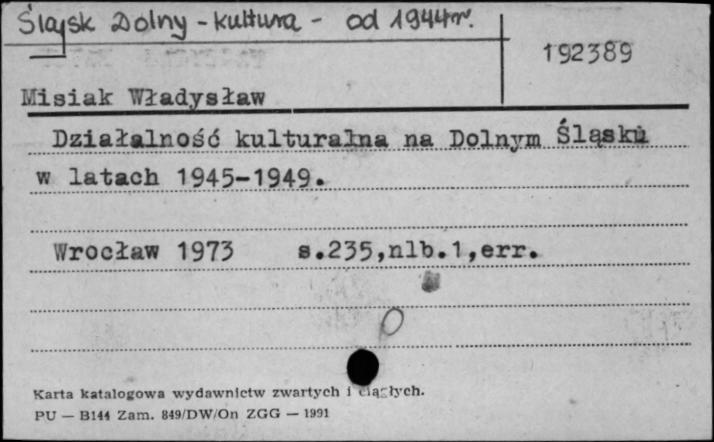 Śląsk Dolny - kultura - od 1944r.
192389
Misiak Władysław
Działalność kulturalna na Dolnym Śląsku
w latach 1945-1949.
Wrocław 1973 s.235,nlb.1,err.
Karta katalogowa wydawnictw zwartych i ciągłych.
PU — B144 Zam. 849/DW/On ZGG — 1991